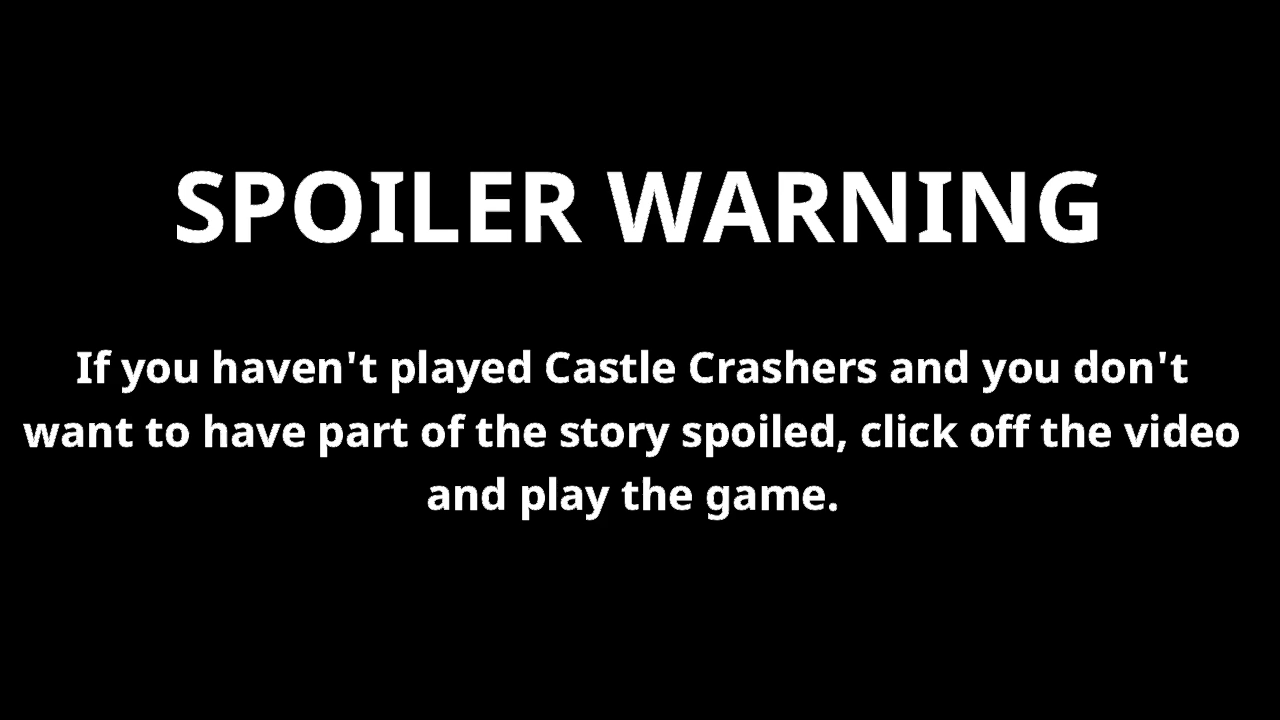 SPOILER WARNING
If you haven't played Castle Crashers and you don't
want to have part of the story spoiled, click off the video
and play the game.